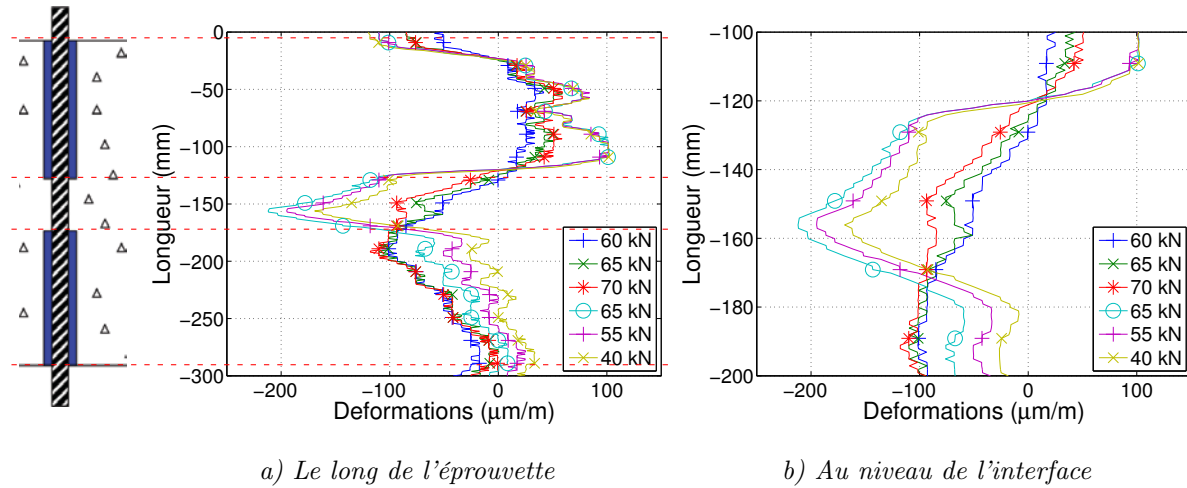 0
−50
−100
−150
−200
−250
−300
−200
−100
0
100
Longueur (mm)
Deformations (μm/m)
60 kN
65 kN
70 kN
65 kN
55 kN
40 kN
−100
−120
−140
−160
−180
−200
−200
−100
0
100
Longueur (mm)
Deformations (μm/m)
60 kN
65 kN
70 kN
65 kN
55 kN
40 kN
a) Le long de l'éprouvette
b) Au niveau de l'interface